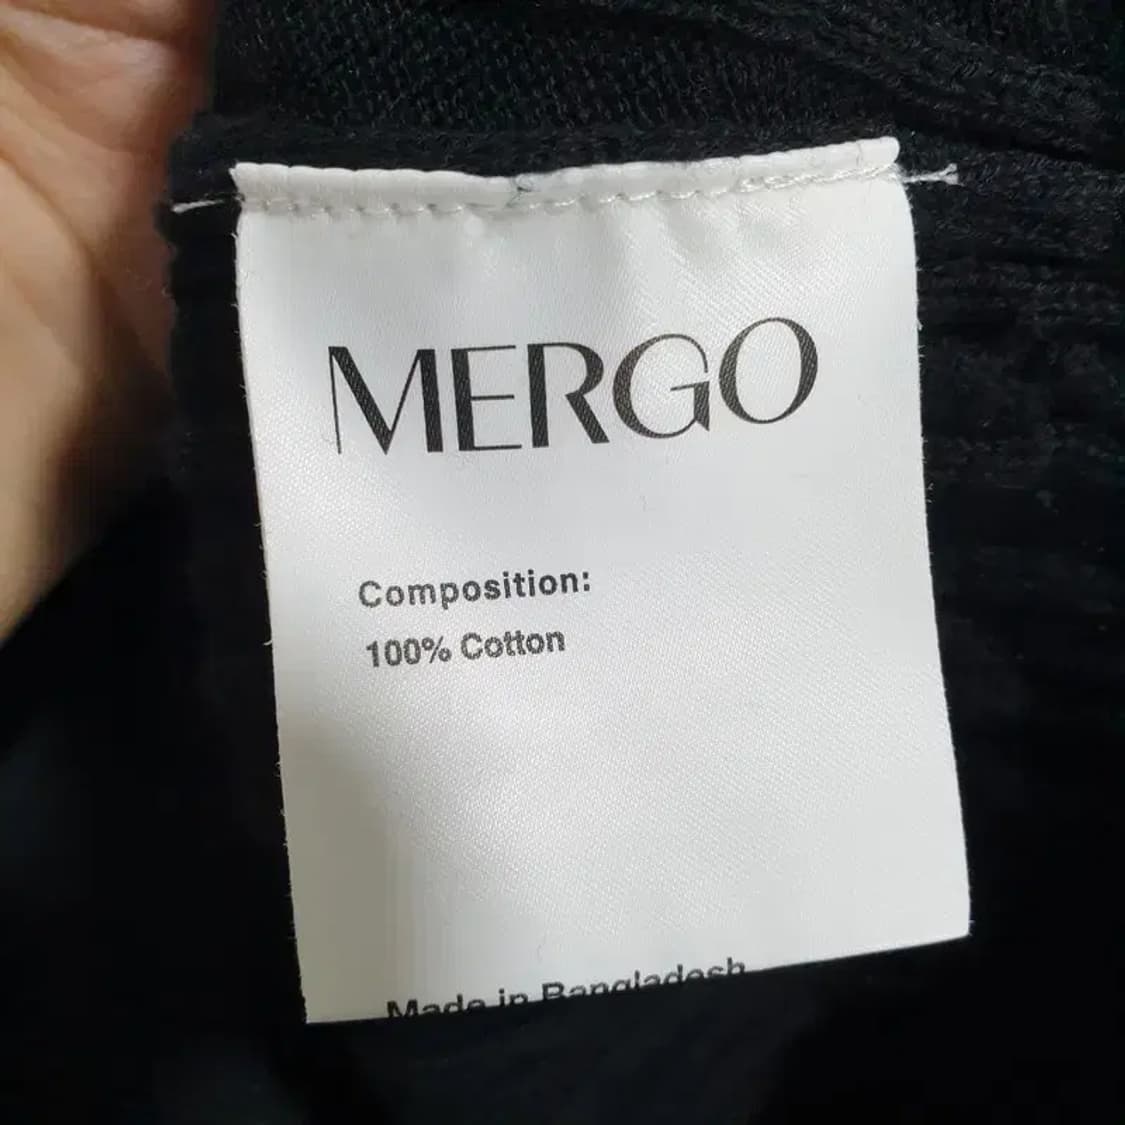 MERGO
Composition:
100% Cotton
Made in Bangladesh